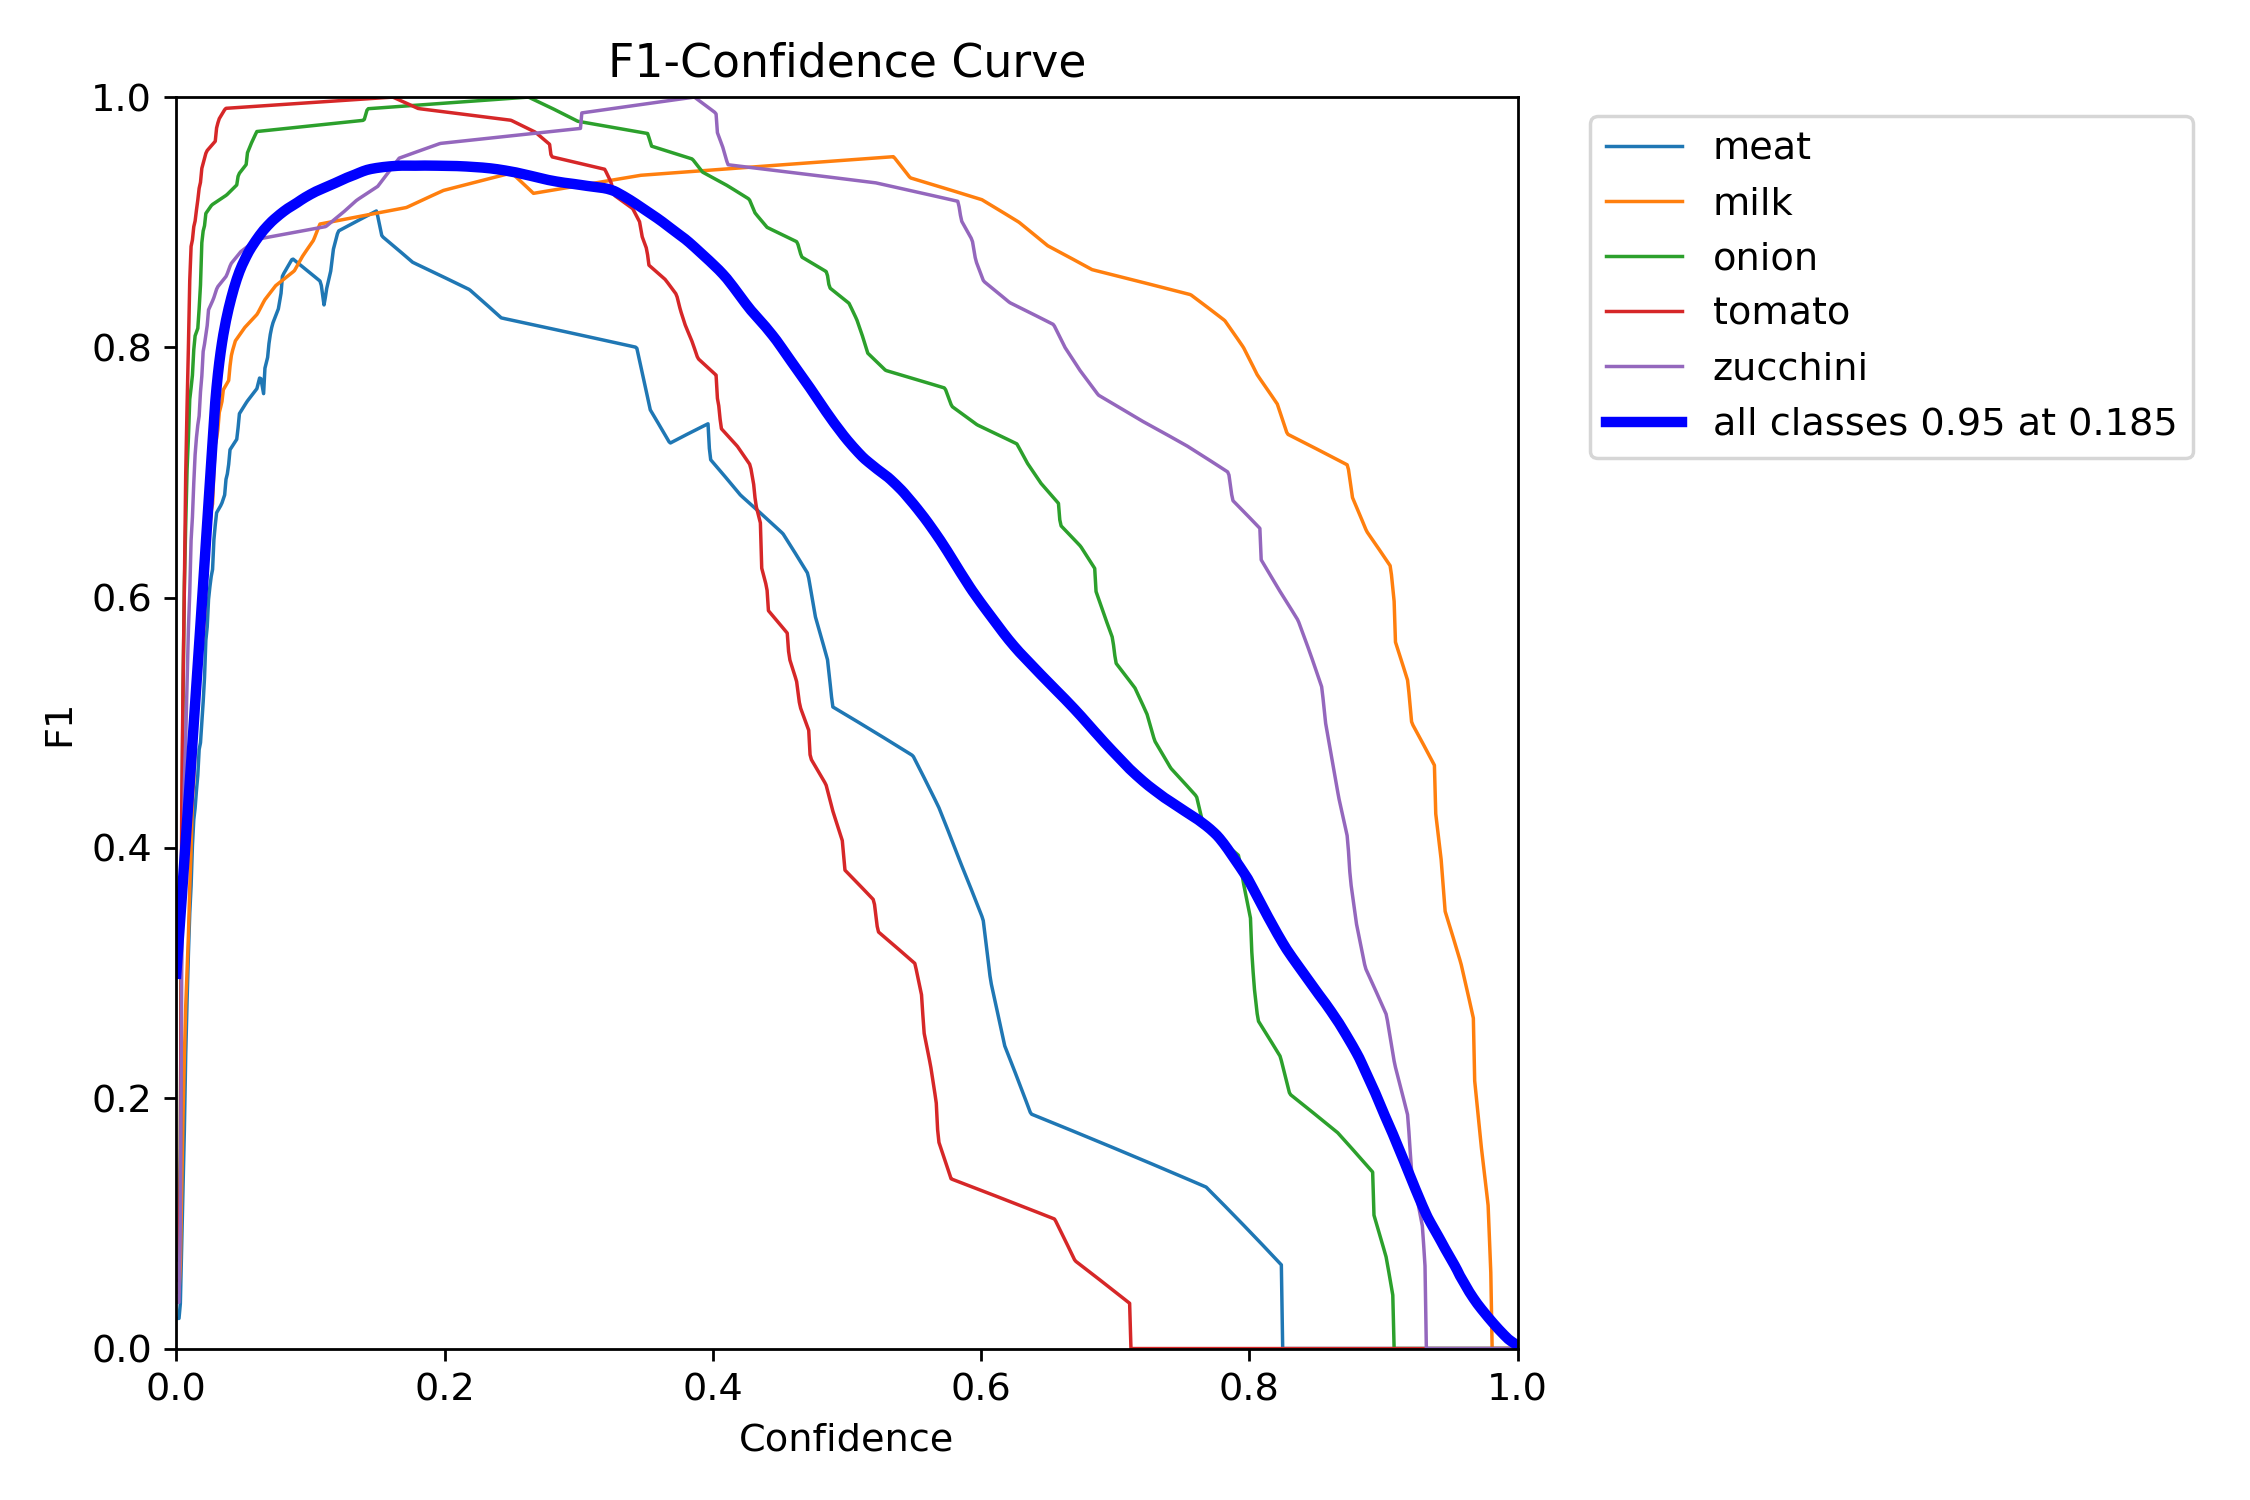 F1-Confidence Curve
1.0
0.8
0.6
0.4
0.2
0.0
F1
0.0 0.2 0.4 0.6 0.8 1.0
Confidence
meat
milk
onion
tomato
zucchini
all classes 0.95 at 0.185